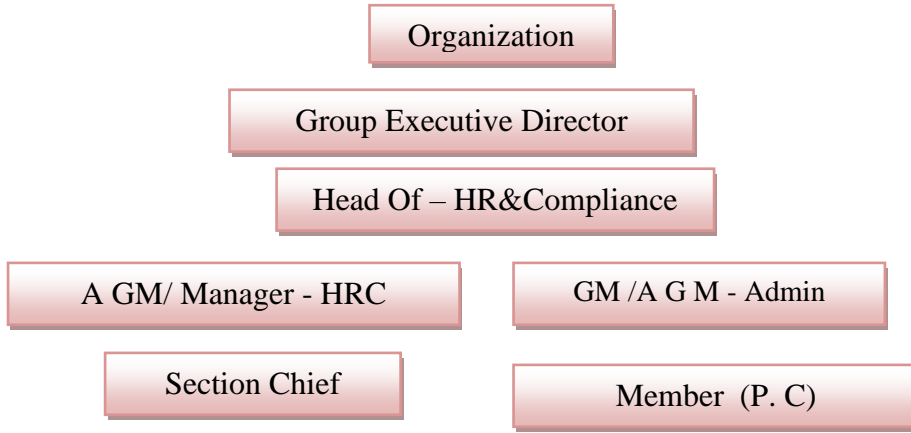 Organization
Group Executive Director
Head Of – HR&Compliance
A GM/ Manager - HRC
GM /A G M - Admin
Section Chief
Member (P. C)